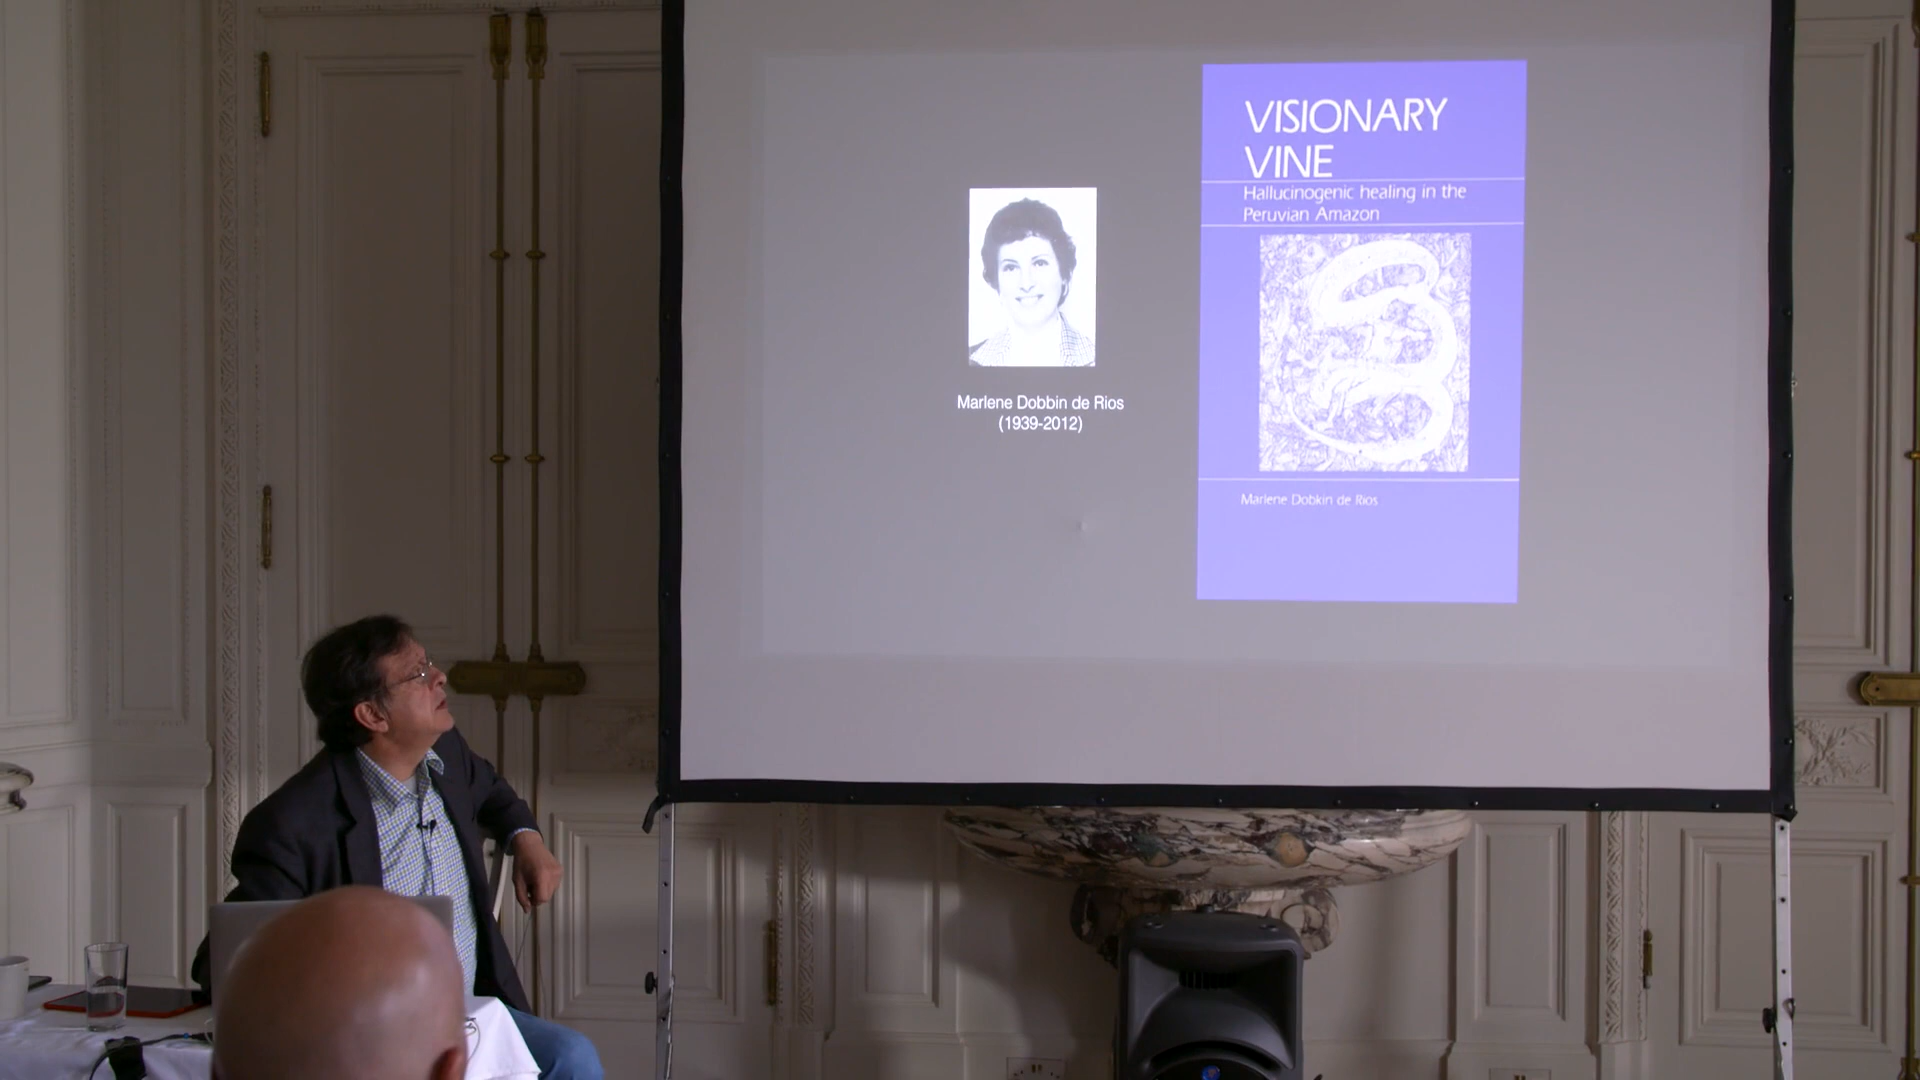 Marlene Dobbin de Rios
(1939-2012)
VISIONARY
VINE
Hallucinogenic healing in the
Peruvian Amazon
Marlene Dobkin de Rios